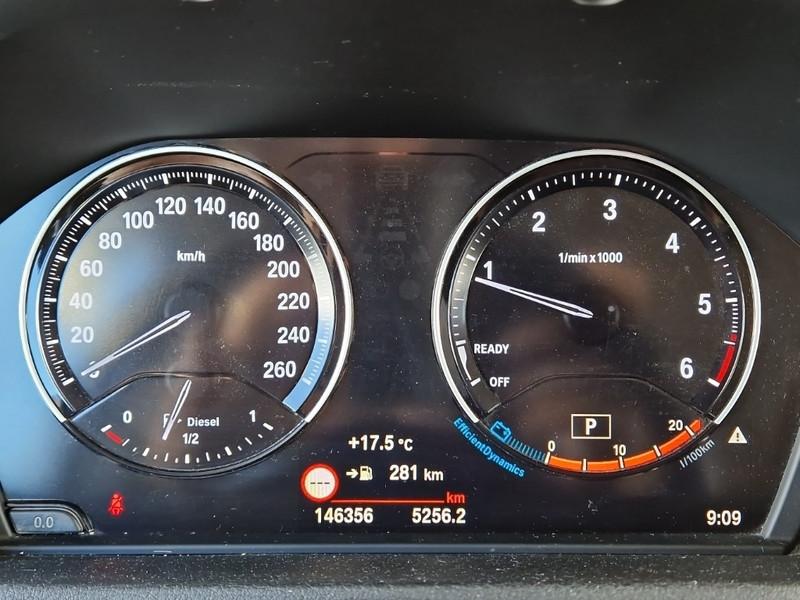 120 140
100 160
80 180
60 200
40 220
20 240
0 260
km/h
0 1
Diesel
1/2
3
2 4
1 5
6
1/min x 1000
READY
OFF
P
0 10 20
l/100km
EfficientDynamics
+17.5 °C
---
281 km
km
146356 5256.2
0.0
9:09